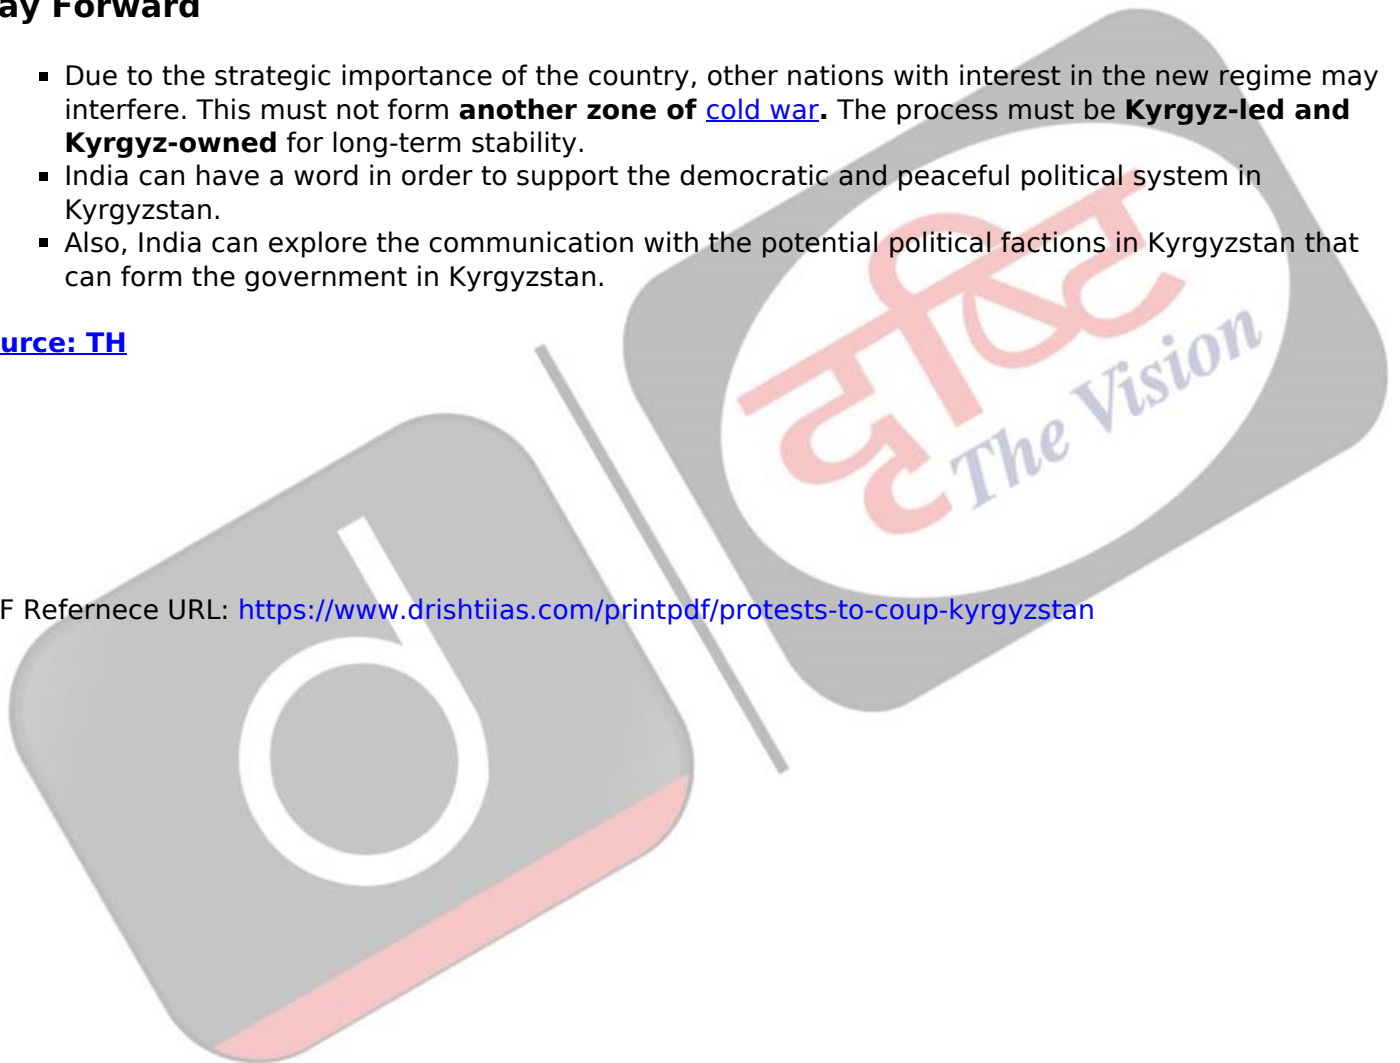 ay Forward
▪ Due to the strategic importance of the country, other nations with interest in the new regime may
interfere. This must not form another zone of cold war. The process must be Kyrgyz-led and
Kyrgyz-owned for long-term stability.
▪ India can have a word in order to support the democratic and peaceful political system in
Kyrgyzstan.
▪ Also, India can explore the communication with the potential political factions in Kyrgyzstan that
can form the government in Kyrgyzstan.
urce: TH
दृष्टि
The Vision
F Refernece URL: https://www.drishtiias.com/printpdf/protests-to-coup-kyrgyzstan
d